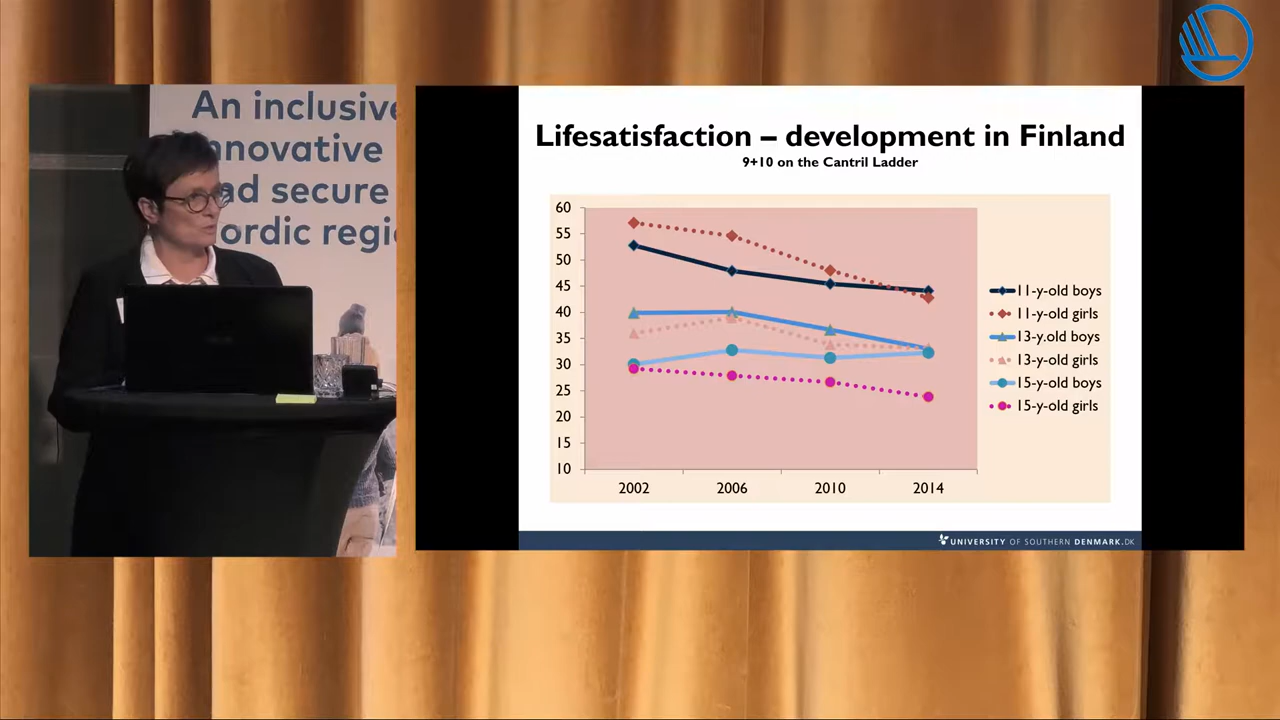 An inclusive
nnovative
nd secure
ordic regi
Lifesatisfaction – development in Finland
9+10 on the Cantril Ladder
60
55
50
45
40
35
30
25
20
15
10
2002
2006
2010
2014
11-y-old boys
11-y-old girls
13-y.old boys
13-y-old girls
15-y-old boys
15-y-old girls
UNIVERSITY OF SOUTHERN DENMARK.DK